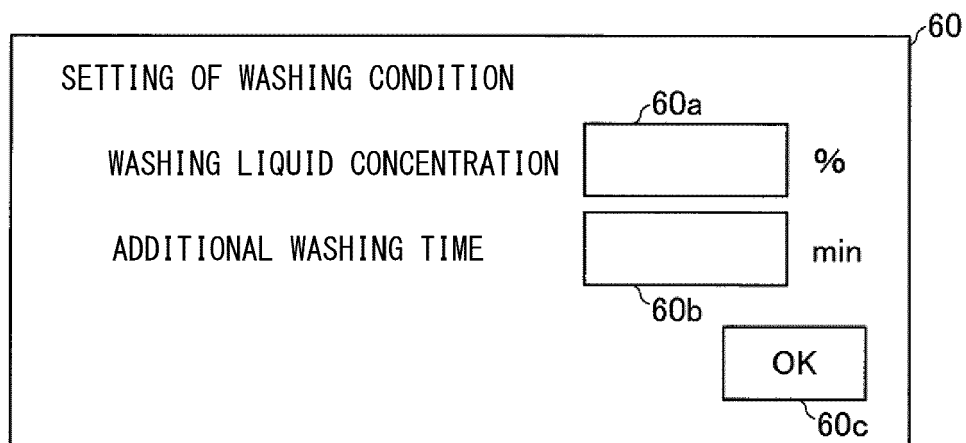 60
SETTING OF WASHING CONDITION
60a
WASHING LIQUID CONCENTRATION %
ADDITIONAL WASHING TIME min
60b
OK
60c